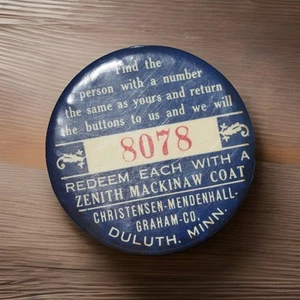 Find the
person with a number
the same as yours and return
the buttons to us and we will
8078
REDEEM EACH WITH A
ZENITH MACKINAW COAT
CHRISTENSEN-MENDENHALL-
GRAHAM-CO.
DULUTH, MINN.